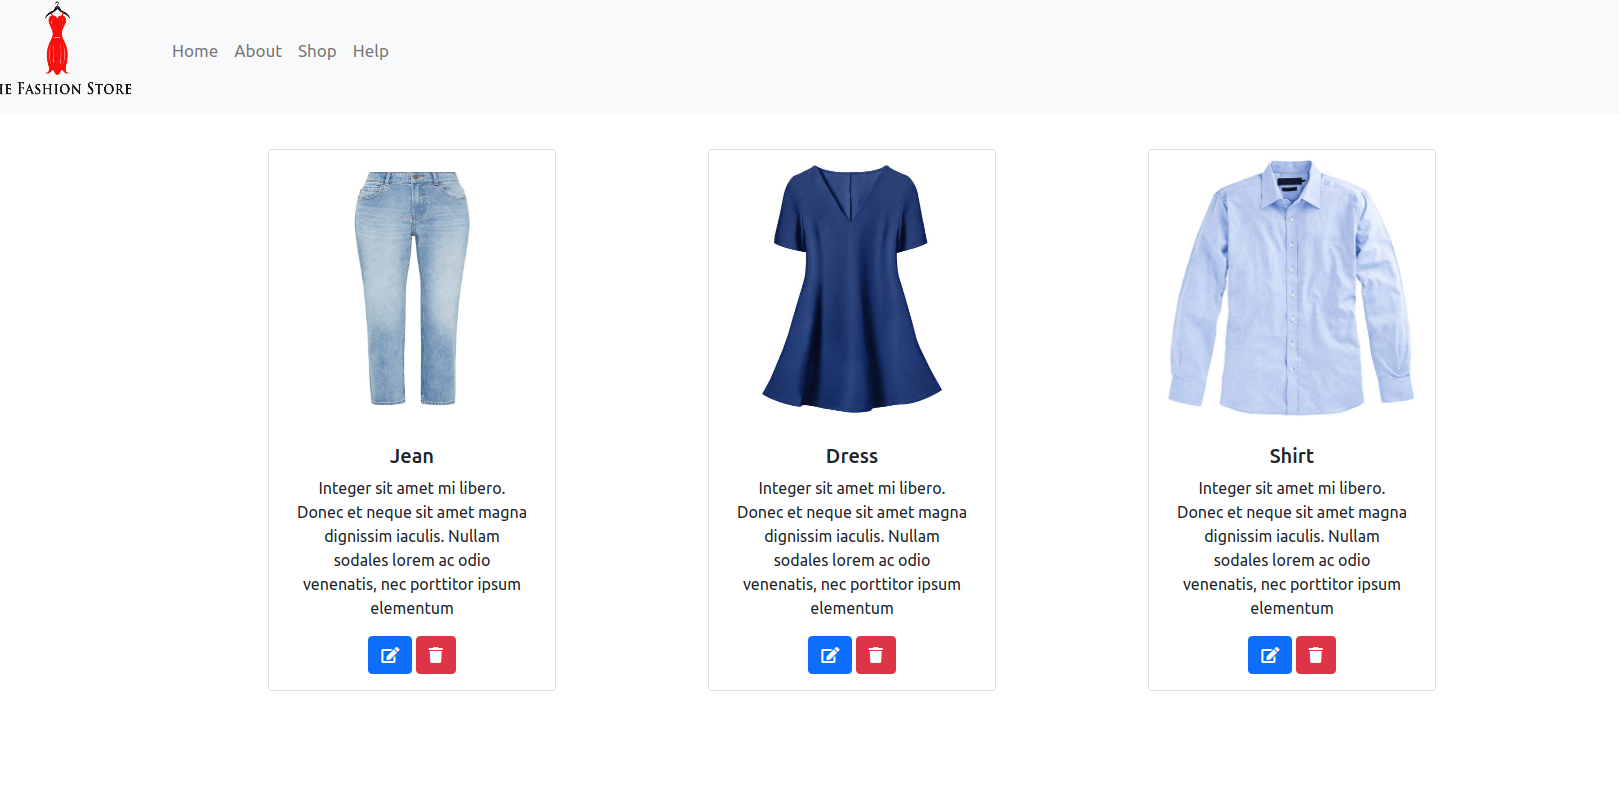 HE FASHION STORE
Home About Shop Help
Jean
Integer sit amet mi libero.
Donec et neque sit amet magna
dignissim iaculis. Nullam
sodales lorem ac odio
venenatis, nec porttitor ipsum
elementum
Dress
Integer sit amet mi libero.
Donec et neque sit amet magna
dignissim iaculis. Nullam
sodales lorem ac odio
venenatis, nec porttitor ipsum
elementum
Shirt
Integer sit amet mi libero.
Donec et neque sit amet magna
dignissim iaculis. Nullam
sodales lorem ac odio
venenatis, nec porttitor ipsum
elementum